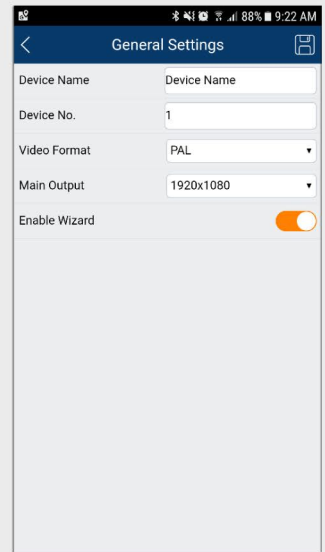 88% 9:22 AM
General Settings
Device Name Device Name
Device No. 1
Video Format PAL
Main Output 1920x1080
Enable Wizard